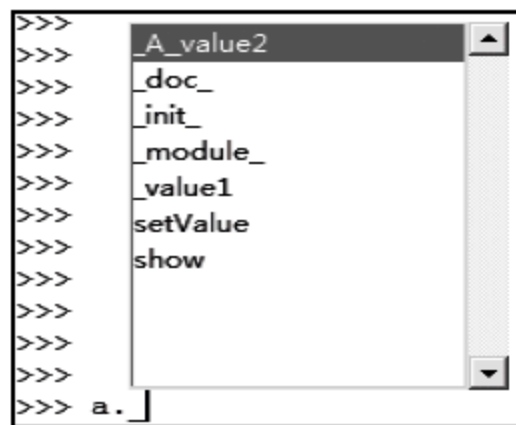 >>>
>>> _A_value2
>>> _doc_
>>> _init_
>>> _module_
>>> _value1
>>> setValue
>>> show
>>>
>>>
>>>
>>>
>>> a._